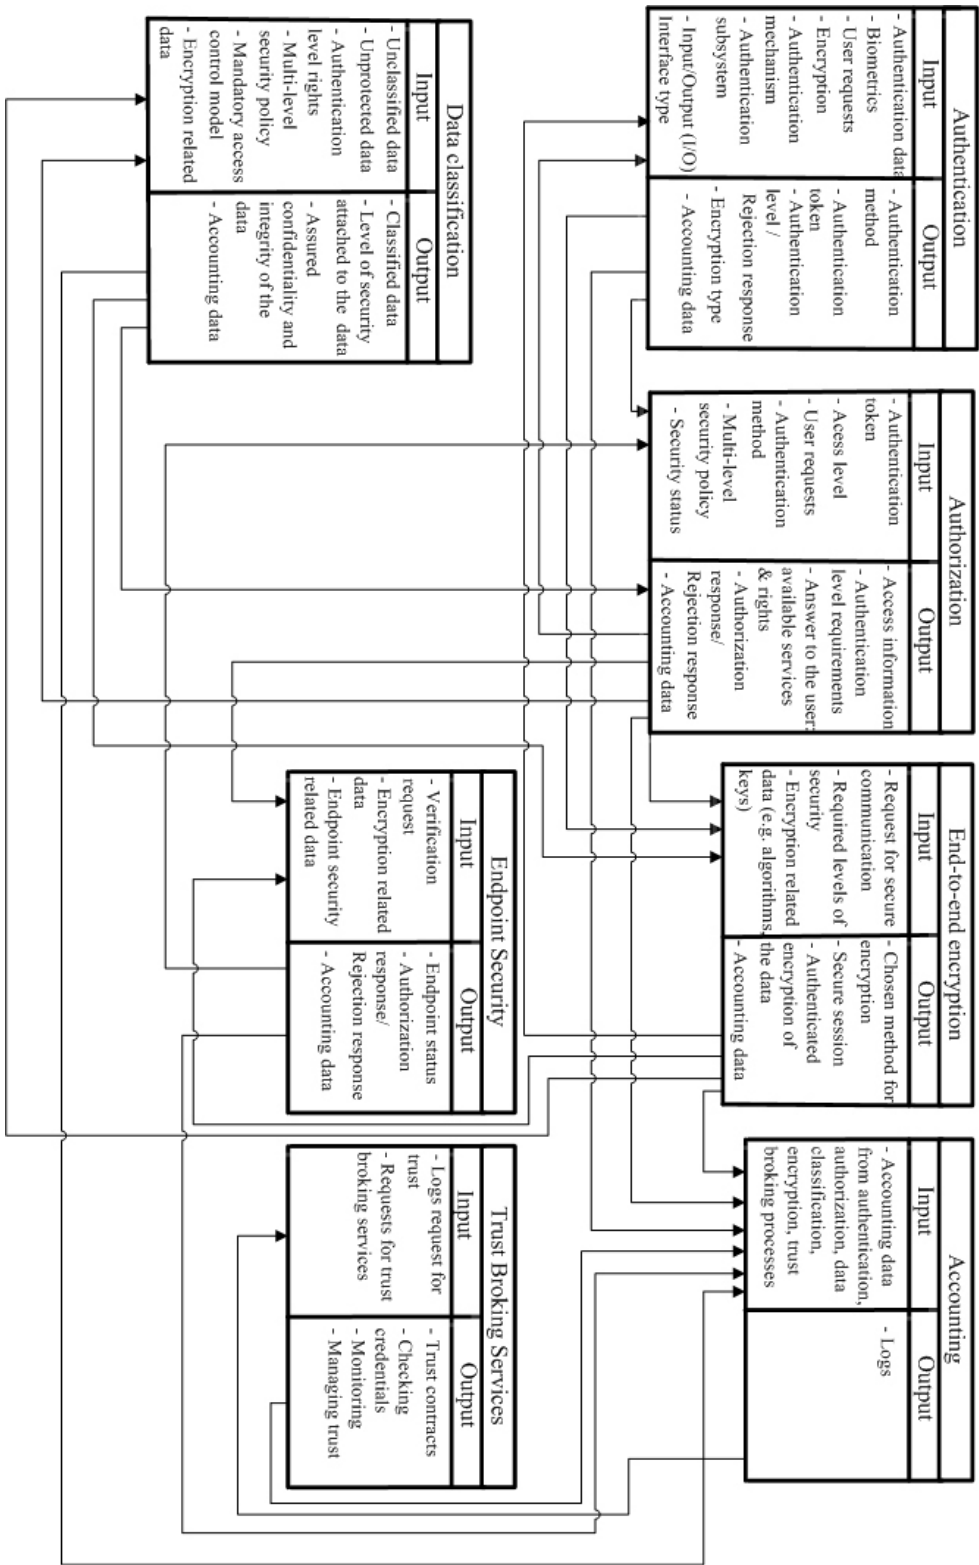 Authentication
Input
Output
- Authentication data
- Biometrics
- User requests
- Encryption
- Authentication
mechanism
- Authentication
subsystem
- Input/Output (I/O)
Interface type
- Authentication
method
- Authentication
token
- Authentication
level /
Rejection response
- Encryption type
- Accounting data
Authorization
Input
Output
- Authentication
token
- Acess level
- User requests
- Authentication
method
- Multi-level
security policy
- Security status
- Access information
- Authentication
level requirements
- Answer to the user:
available services
& rights
- Authorization
response/
Rejection response
- Accounting data
End-to-end encryption
Input
Output
- Request for secure
communication
- Required levels of
security
- Encryption related
data (e.g. algorithms,
keys)
- Chosen method for
encryption
- Secure session
- Authenticated
encryption of
the data
- Accounting data
Accounting
Input
Output
- Accounting data
from authentication,
authorization, data
classification,
encryption, trust
broking processes
- Logs
Data classification
Input
Output
- Unclassified data
- Unprotected data
- Authentication
level rights
- Multi-level
security policy
- Mandatory access
control model
- Encryption related
data
- Classified data
- Level of security
attached to the data
- Assured
confidentiality and
integrity of the
data
- Accounting data
Endpoint Security
Input
Output
- Verification
request
- Encryption related
data
- Endpoint security
related data
- Endpoint status
- Authorization
response/
Rejection response
- Accounting data
Trust Broking Services
Input
Output
- Logs request for
trust
- Requests for trust
broking services
- Trust contracts
- Checking
credentials
- Monitoring
- Managing trust